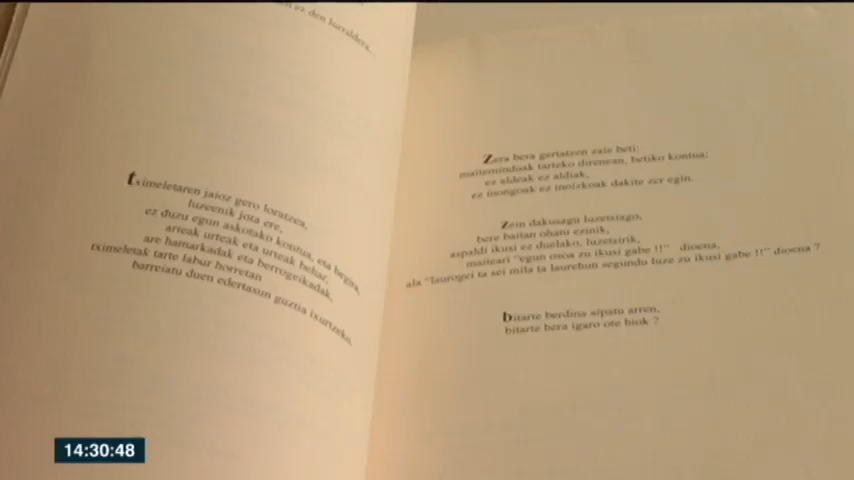 ez den lurraldera...
tximeletaren jaioz gero loratzea,
luzeenik jota ere,
ez duzu egun askotako kontua, eta begira,
arteak urteak eta urteak behar,
are hamarkadak eta berrogeikadak,
tximeletak tarte labur horretan
barreiatu duen edertasun guztia ixurtzeko.
Zera bera gertatzen zaie beti;
maitemindoak tarteko direnean, betiko kontua;
ez aldeak ez aldiak,
ez inongoak ez inoizkoak dakite zer egin.
Zein dakusagu luzetsiago,
bere baitan ohatu ezinik,
aspaldi ikusi ez duelako, luzetsirik,
maiteari "egun osoa zu ikusi gabe !!" dioena,
ala "laurogei ta sei mila ta laurehun segundu luze zu ikusi gabe !!" dioena ?
bitarte berdina aipatu arren,
bitarte bera igaro ote biok ?
14:30:48